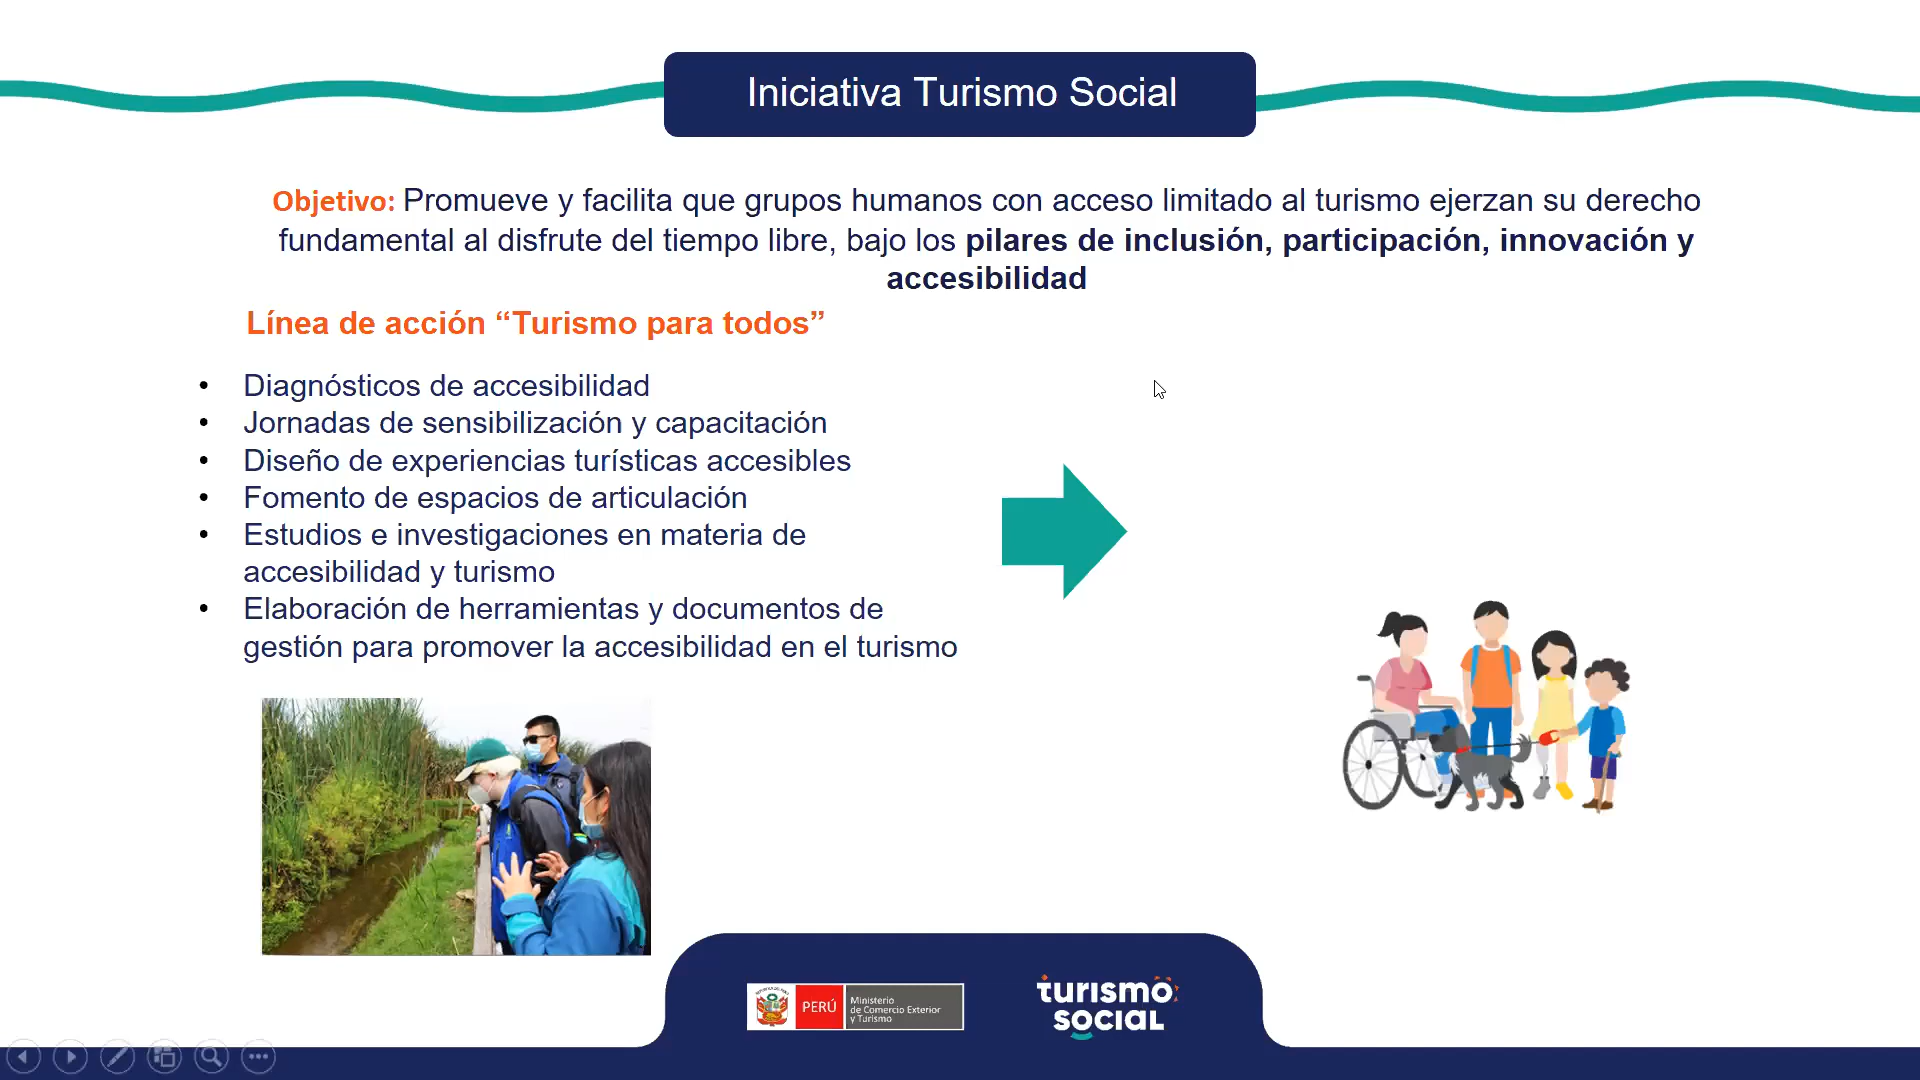 Iniciativa Turismo Social
Objetivo: Promueve y facilita que grupos humanos con acceso limitado al turismo ejerzan su derecho
fundamental al disfrute del tiempo libre, bajo los pilares de inclusión, participación, innovación y
accesibilidad
Línea de acción “Turismo para todos”
• Diagnósticos de accesibilidad
• Jornadas de sensibilización y capacitación
• Diseño de experiencias turísticas accesibles
• Fomento de espacios de articulación
• Estudios e investigaciones en materia de
accesibilidad y turismo
• Elaboración de herramientas y documentos de
gestión para promover la accesibilidad en el turismo
PERÚ
Ministerio
de Comercio Exterior
y Turismo
turismo
social